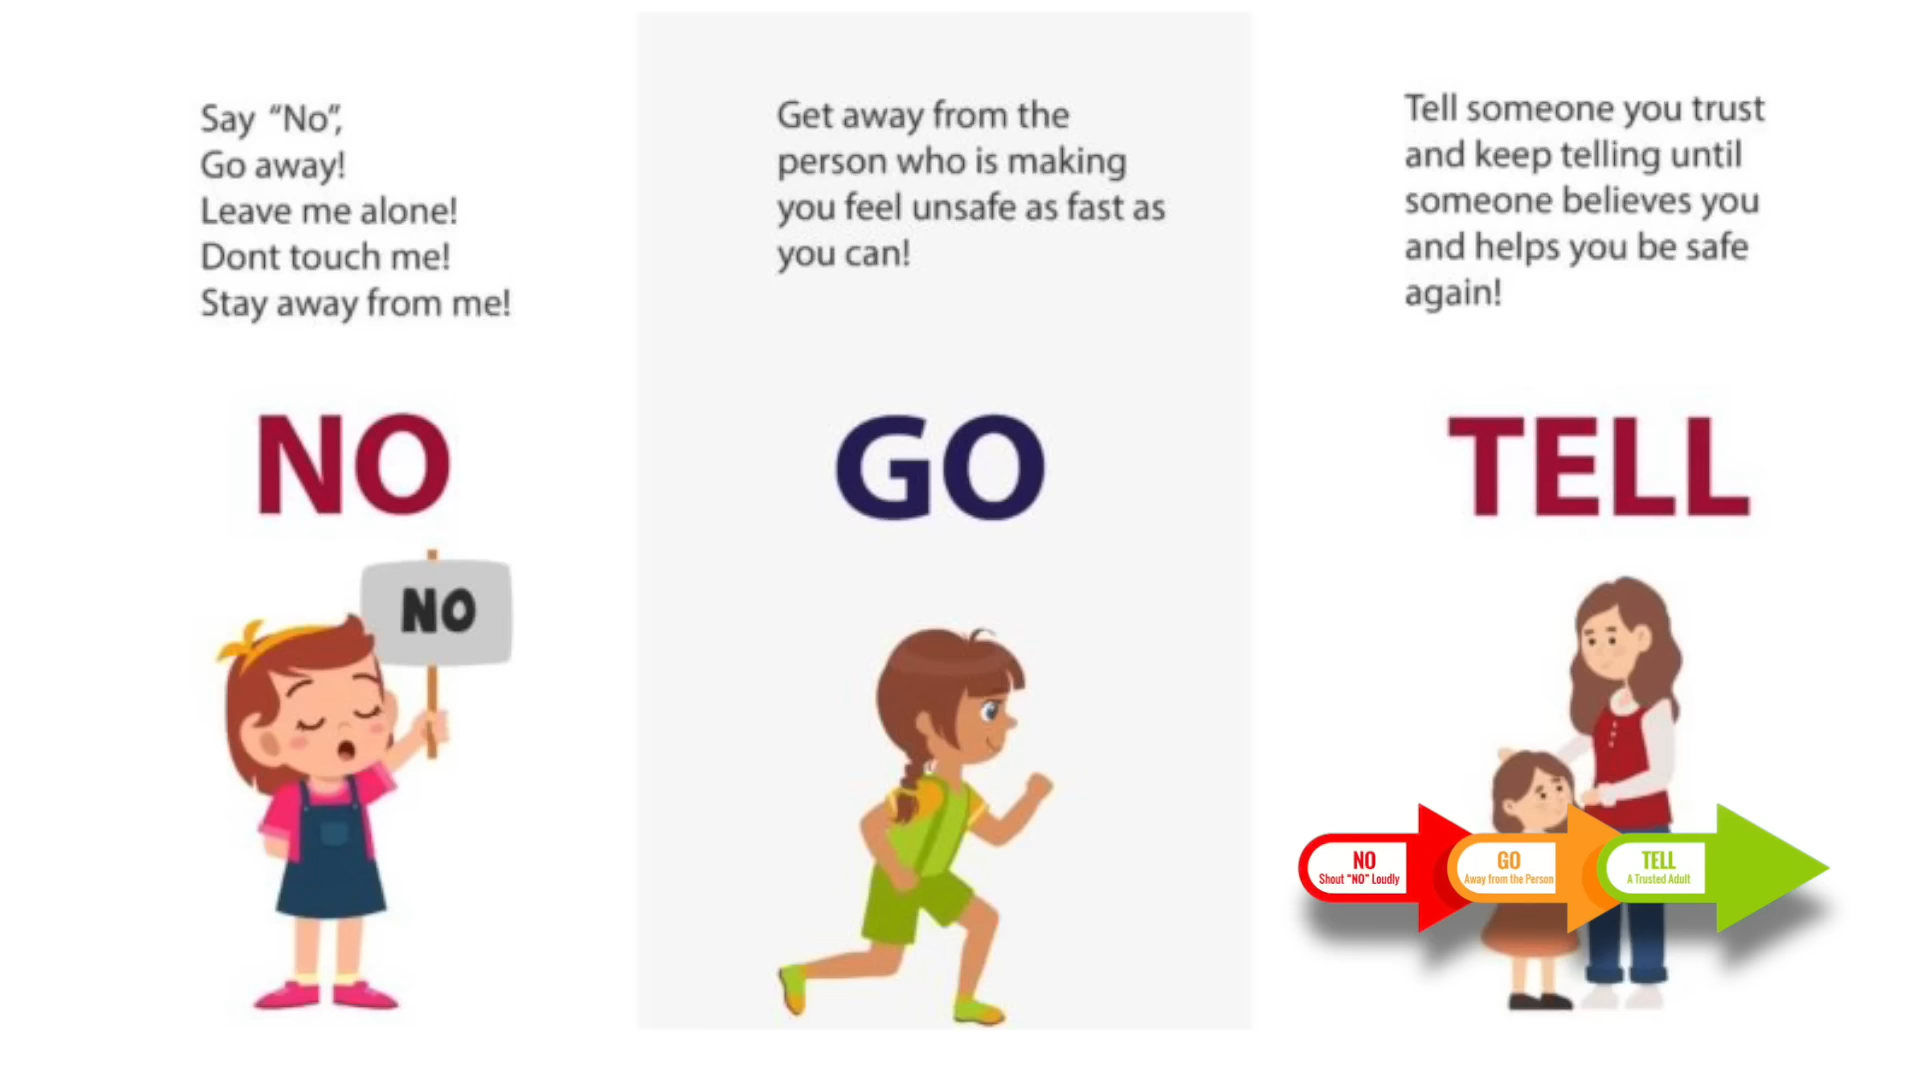 Say “No”,
Go away!
Leave me alone!
Dont touch me!
Stay away from me!
NO
NO
Get away from the
person who is making
you feel unsafe as fast as
you can!
GO
Tell someone you trust
and keep telling until
someone believes you
and helps you be safe
again!
TELL
NO
Shout “NO” Loudly
GO
Away from the Person
TELL
A Trusted Adult